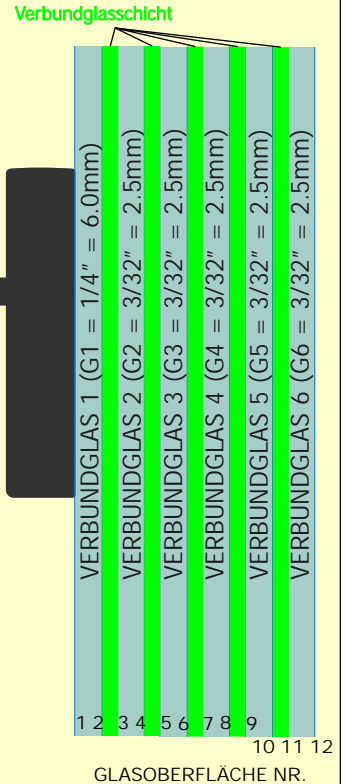 Verbundglasschicht
VERBUNDGLAS 1 (G1 = 1/4" = 6.0mm)
VERBUNDGLAS 2 (G2 = 3/32" = 2.5mm)
VERBUNDGLAS 3 (G3 = 3/32" = 2.5mm)
VERBUNDGLAS 4 (G4 = 3/32" = 2.5mm)
VERBUNDGLAS 5 (G5 = 3/32" = 2.5mm)
VERBUNDGLAS 6 (G6 = 3/32" = 2.5mm)
1 2 3 4 5 6 7 8 9
10 11 12
GLASOBERFLÄCHE NR.